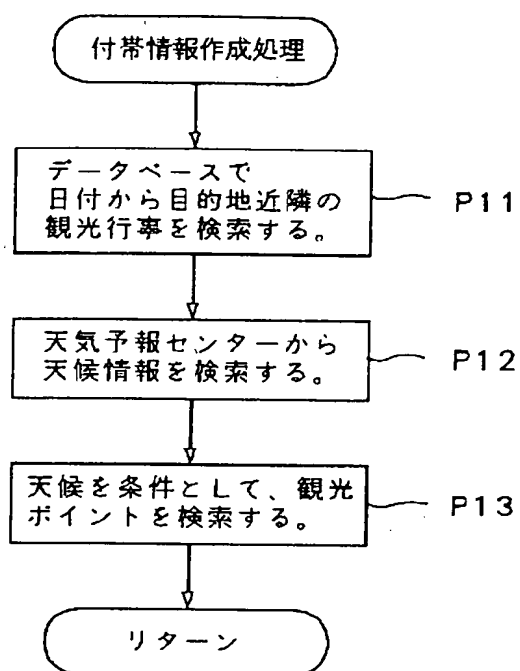 付帯情報作成処理
データベースで
日付から目的地近隣の
観光行事を検索する。
P11
天気予報センターから
天候情報を検索する。
P12
天候を条件として、観光
ポイントを検索する。
P13
リターン